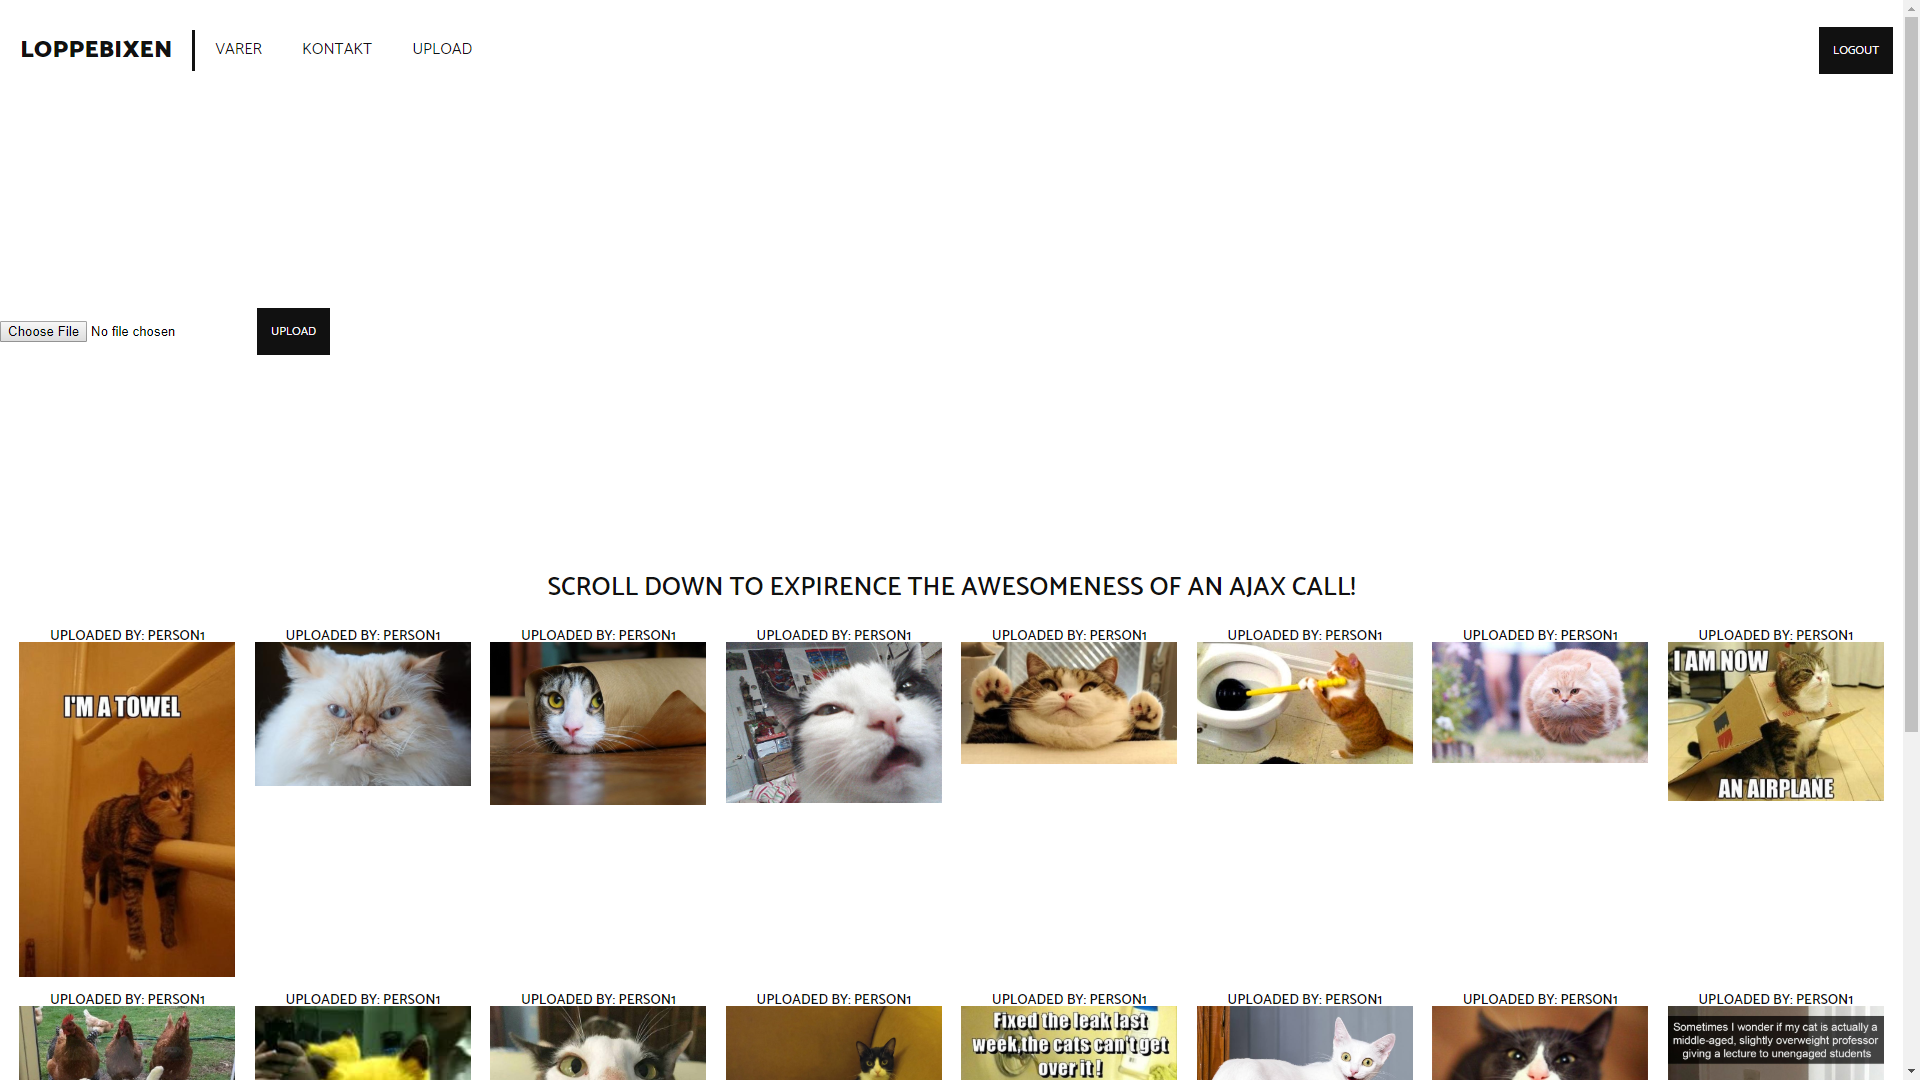 LOPPEBIXEN
VARER
KONTAKT
UPLOAD
LOGOUT
Choose File No file chosen
UPLOAD
SCROLL DOWN TO EXPIRENCE THE AWESOMENESS OF AN AJAX CALL!
UPLOADED BY: PERSON1
I'M A TOWEL
UPLOADED BY: PERSON1
UPLOADED BY: PERSON1
UPLOADED BY: PERSON1
UPLOADED BY: PERSON1
UPLOADED BY: PERSON1
UPLOADED BY: PERSON1
UPLOADED BY: PERSON1
I AM NOW
AN AIRPLANE
UPLOADED BY: PERSON1
UPLOADED BY: PERSON1
UPLOADED BY: PERSON1
UPLOADED BY: PERSON1
UPLOADED BY: PERSON1
Fixed the leak last
week,the cats can't get
over it!
UPLOADED BY: PERSON1
UPLOADED BY: PERSON1
UPLOADED BY: PERSON1
Sometimes I wonder if my cat is actually a
middle-aged, slightly overweight professor
giving a lecture to unengaged students